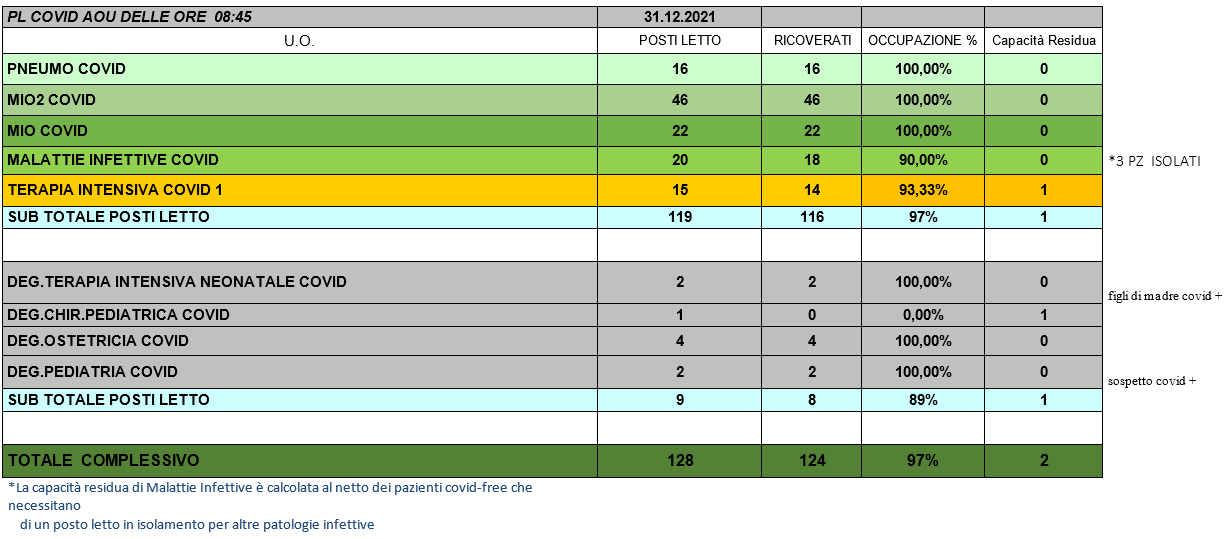 PL COVID AOU DELLE ORE 08:45 31.12.2021
U.O. POSTI LETTO RICOVERATI OCCUPAZIONE % Capacità Residua
PNEUMO COVID 16 16 100,00% 0
MIO2 COVID 46 46 100,00% 0
MIO COVID 22 22 100,00% 0
MALATTIE INFETTIVE COVID 20 18 90,00% 0 *3 PZ ISOLATI
TERAPIA INTENSIVA COVID 1 15 14 93,33% 1
SUB TOTALE POSTI LETTO 119 116 97% 1
DEG.TERAPIA INTENSIVA NEONATALE COVID 2 2 100,00% 0 figli di madre covid +
DEG.CHIR.PEDIATRICA COVID 1 0 0,00% 1
DEG.OSTETRICIA COVID 4 4 100,00% 0
DEG.PEDIATRIA COVID 2 2 100,00% 0 sospetto covid +
SUB TOTALE POSTI LETTO 9 8 89% 1
TOTALE COMPLESSIVO 128 124 97% 2
*La capacità residua di Malattie Infettive è calcolata al netto dei pazienti covid-free che
necessitano
di un posto letto in isolamento per altre patologie infettive